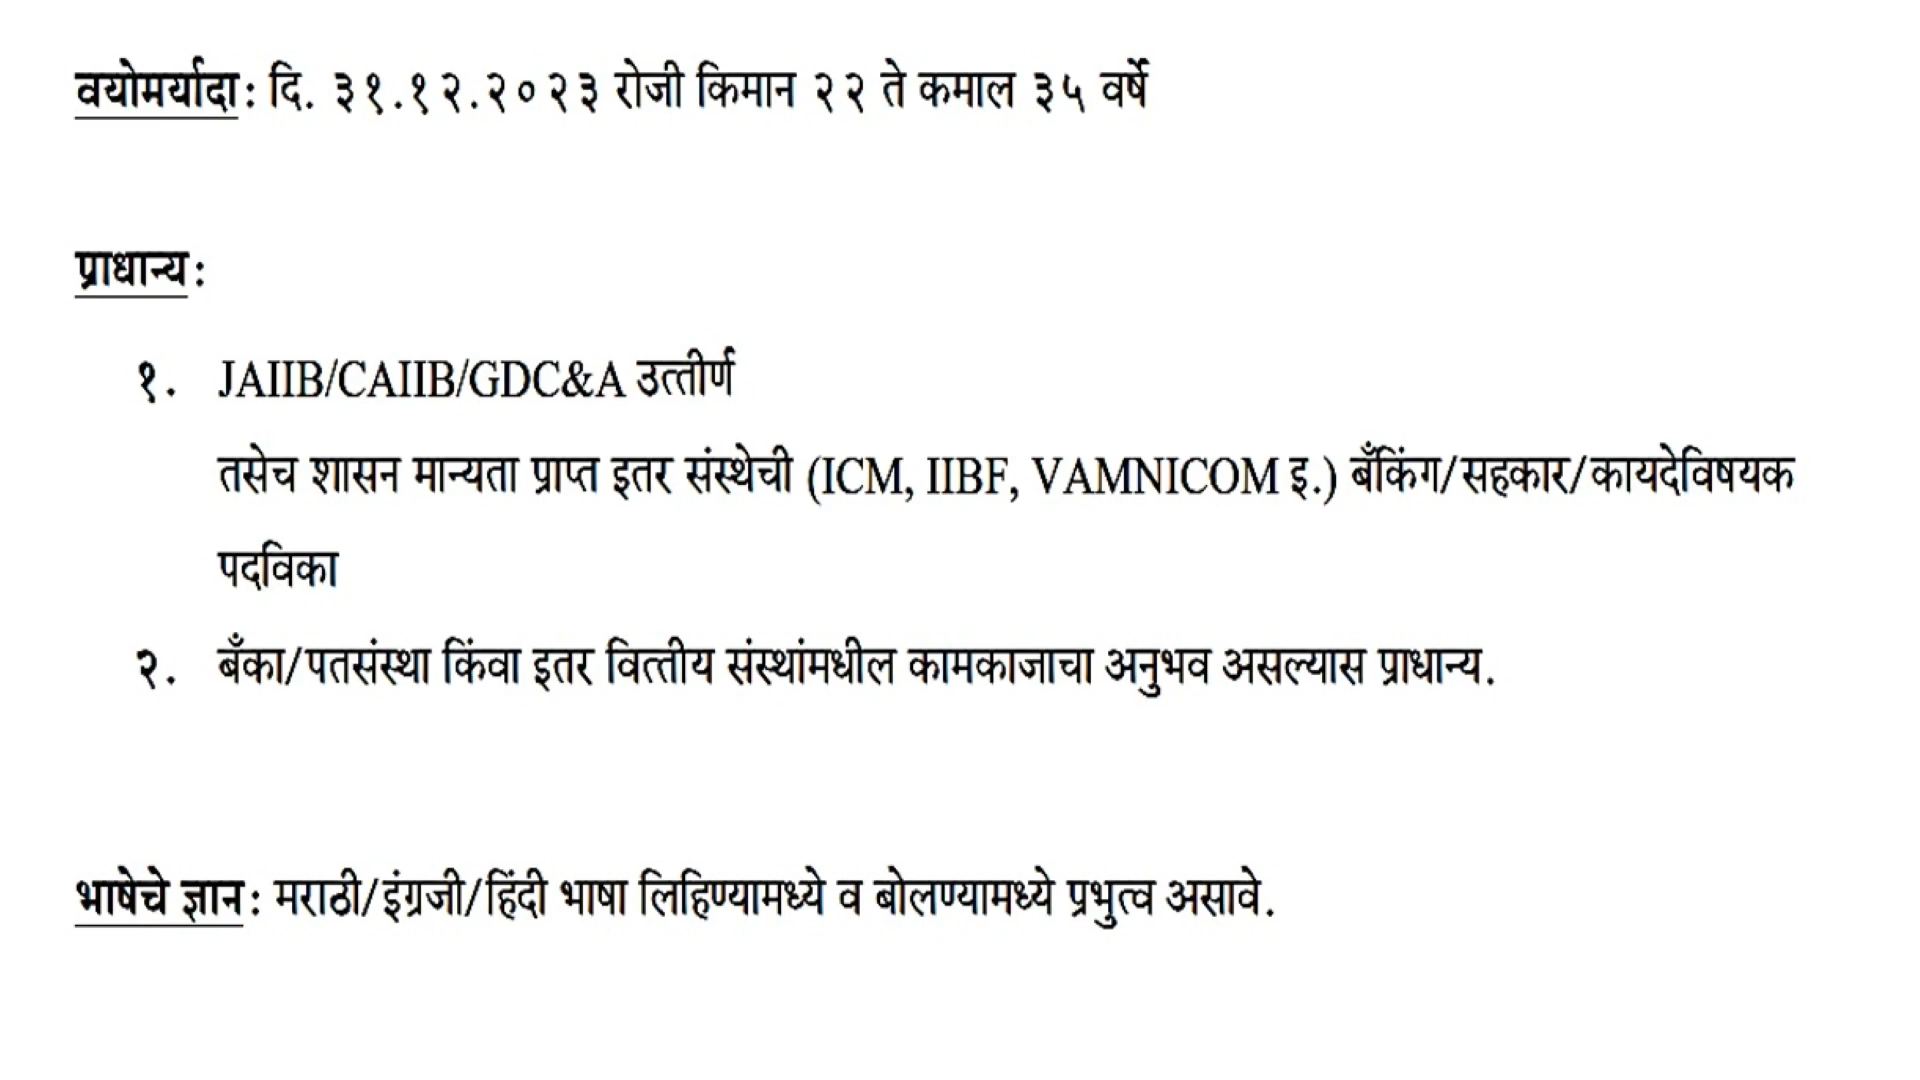 वयोमर्यादा: दि. ३१.१२.२०२३ रोजी किमान २२ ते कमाल ३५ वर्षे
प्राधान्य:
१. JAIIB/CAIIB/GDC&A उत्तीर्ण
तसेच शासन मान्यता प्राप्त इतर संस्थेची (ICM, IIBF, VAMNICOM इ.) बँकिंग/सहकार/कायदेविषयक
पदविका
२. बँका/पतसंस्था किंवा इतर वित्तीय संस्थांमधील कामकाजाचा अनुभव असल्यास प्राधान्य.
भाषेचे ज्ञान: मराठी/इंग्रजी/हिंदी भाषा लिहिण्यामध्ये व बोलण्यामध्ये प्रभुत्व असावे.